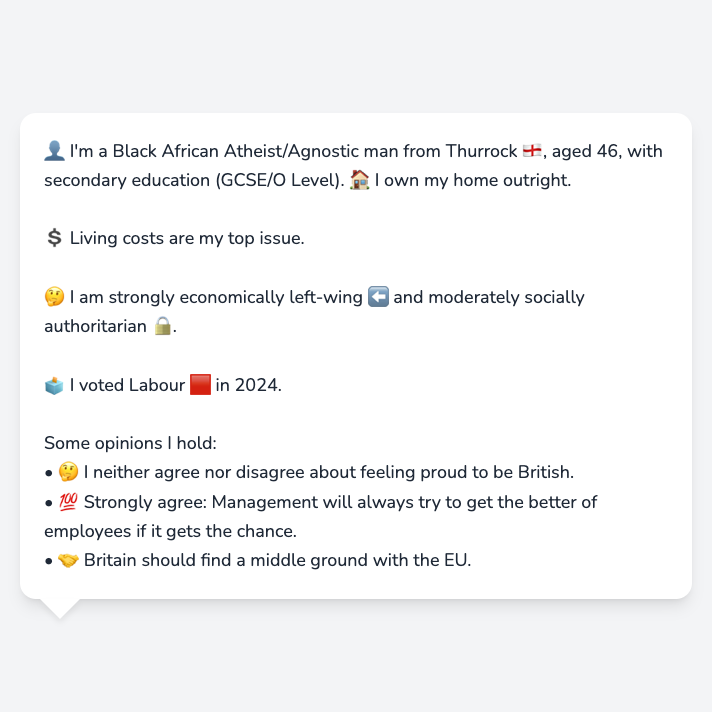 👤 I'm a Black African Atheist/Agnostic man from Thurrock 🏴󠁧󠁢󠁥󠁮󠁧󠁿, aged 46, with
secondary education (GCSE/O Level). 🏠 I own my home outright.
💲 Living costs are my top issue.
🤔 I am strongly economically left-wing ⬅️ and moderately socially
authoritarian 🔒.
🗳️ I voted Labour 🟥 in 2024.
Some opinions I hold:
• 🤔 I neither agree nor disagree about feeling proud to be British.
• 💯 Strongly agree: Management will always try to get the better of
employees if it gets the chance.
• 🤝 Britain should find a middle ground with the EU.